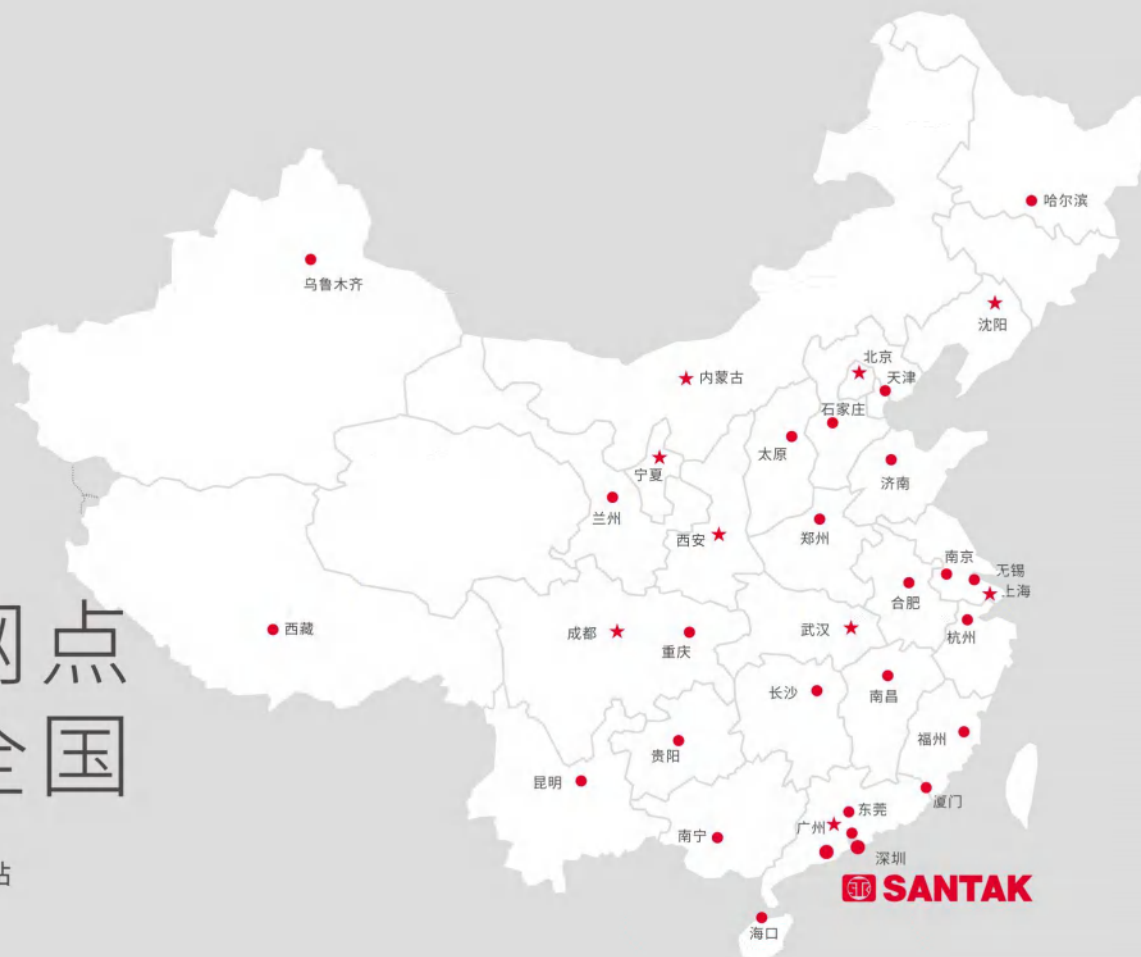 哈尔滨
乌鲁木齐
沈阳
北京
内蒙古
天津
石家庄
太原
宁夏
济南
兰州
郑州
西安
南京
无锡
合肥
上海
西藏
成都
重庆
武汉
杭州
长沙
南昌
网点
福州
贵阳
全国
昆明
厦门
东莞
广州
南宁
深圳
站
SANTAK
海口